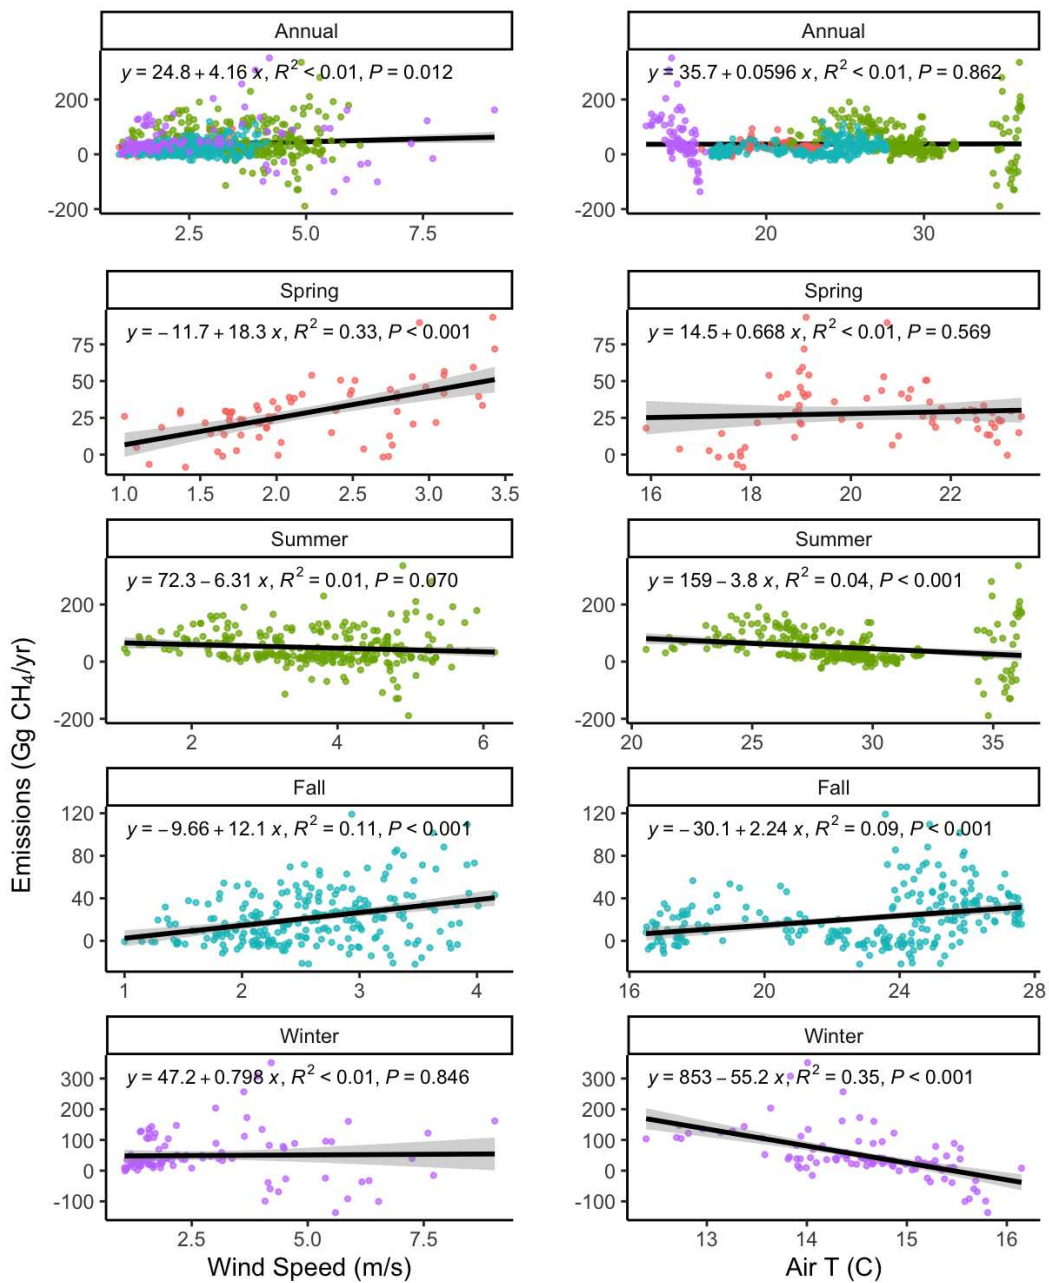 Annual
y = 24.8 + 4.16 x, R² < 0.01, P = 0.012
200
0
-200
2.5 5.0 7.5
Annual
y = 35.7 + 0.0596 x, R² < 0.01, P = 0.862
200
0
-200
20 30
Spring
y = − 11.7 + 18.3 x, R² = 0.33, P < 0.001
75
50
25
0
1.0 1.5 2.0 2.5 3.0 3.5
Spring
y = 14.5 + 0.668 x, R² < 0.01, P = 0.569
75
50
25
0
16 18 20 22
Summer
y = 72.3 − 6.31 x, R² = 0.01, P = 0.070
200
0
-200
2 4 6
Summer
y = 159 − 3.8 x, R² = 0.04, P < 0.001
200
0
-200
20 25 30 35
Fall
y = − 9.66 + 12.1 x, R² = 0.11, P < 0.001
120
80
40
0
1 2 3 4
Fall
y = − 30.1 + 2.24 x, R² = 0.09, P < 0.001
120
80
40
0
16 20 24 28
Winter
y = 47.2 + 0.798 x, R² < 0.01, P = 0.846
300
200
100
0
-100
2.5 5.0 7.5
Winter
y = 853 − 55.2 x, R² = 0.35, P < 0.001
300
200
100
0
-100
13 14 15 16
Emissions (Gg CH₄/yr)
Wind Speed (m/s)
Air T (C)